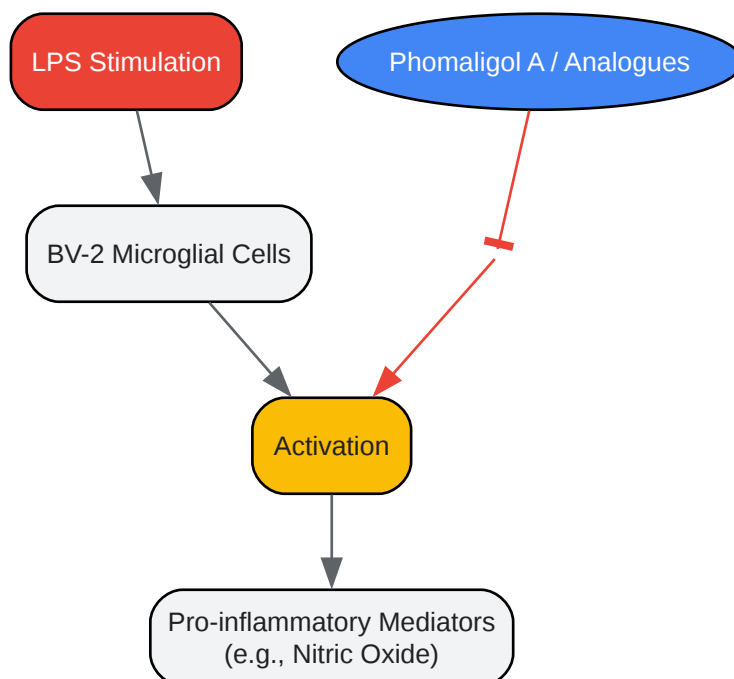 LPS Stimulation
Phomaligol A / Analogues
BV-2 Microglial Cells
Activation
Pro-inflammatory Mediators
(e.g., Nitric Oxide)